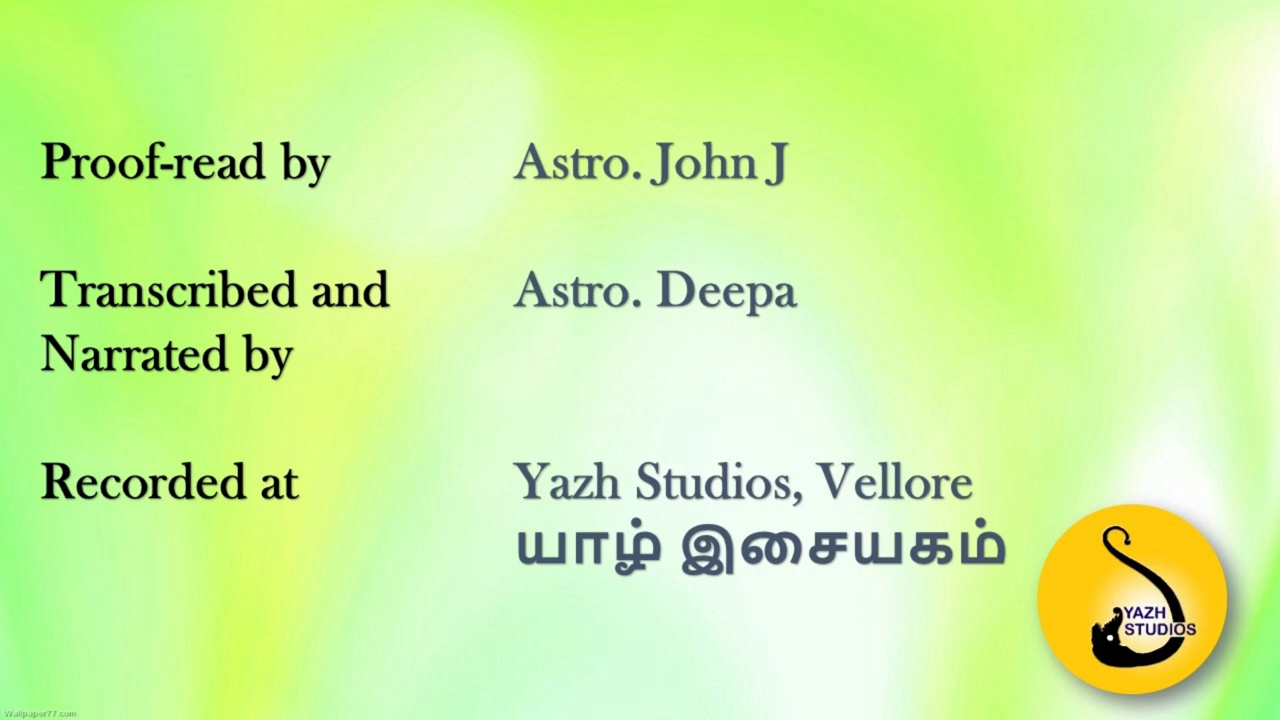 Proof-read by Astro. John J
Transcribed and Astro. Deepa
Narrated by
Recorded at Yazh Studios, Vellore
யாழ் இசையகம்
YAZH
STUDIOS
Wallpaper77.com